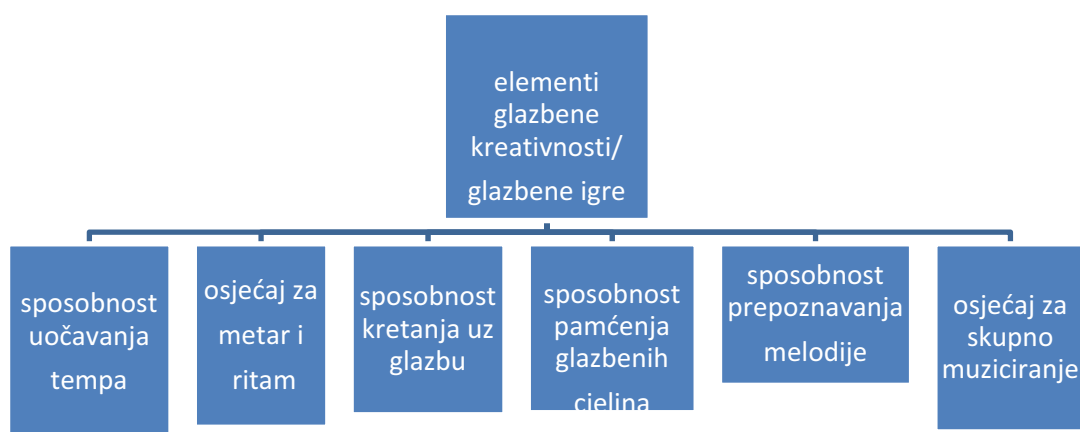 elementi
glazbene
kreativnosti/
glazbene igre
sposobnost
uočavanja
tempa
osjećaj za
metar i
ritam
sposobnost
kretanja uz
glazbu
sposobnost
pamćenja
glazbenih
cjelina
sposobnost
prepoznavanja
melodije
osjećaj za
skupno
muziciranje